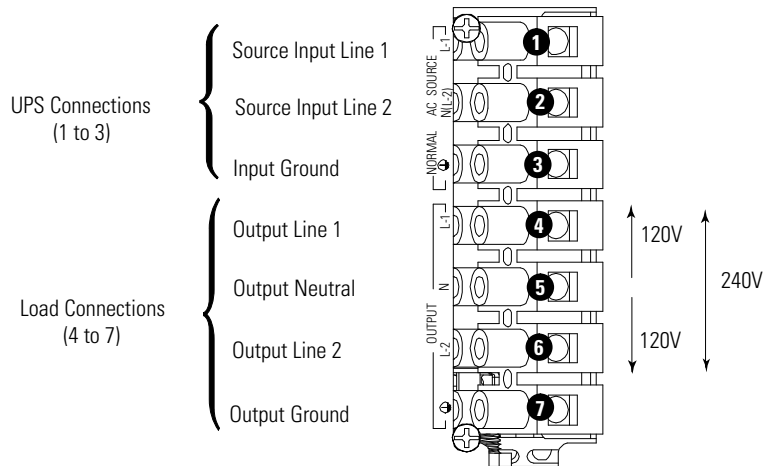 UPS Connections
(1 to 3)
Source Input Line 1
Source Input Line 2
Input Ground
Load Connections
(4 to 7)
Output Line 1
Output Neutral
Output Line 2
Output Ground
NORMAL AC SOURCE
L-1
N(L-2)
OUTPUT
L-1
N
L-2
1
2
3
4
5
6
7
120V
120V
240V